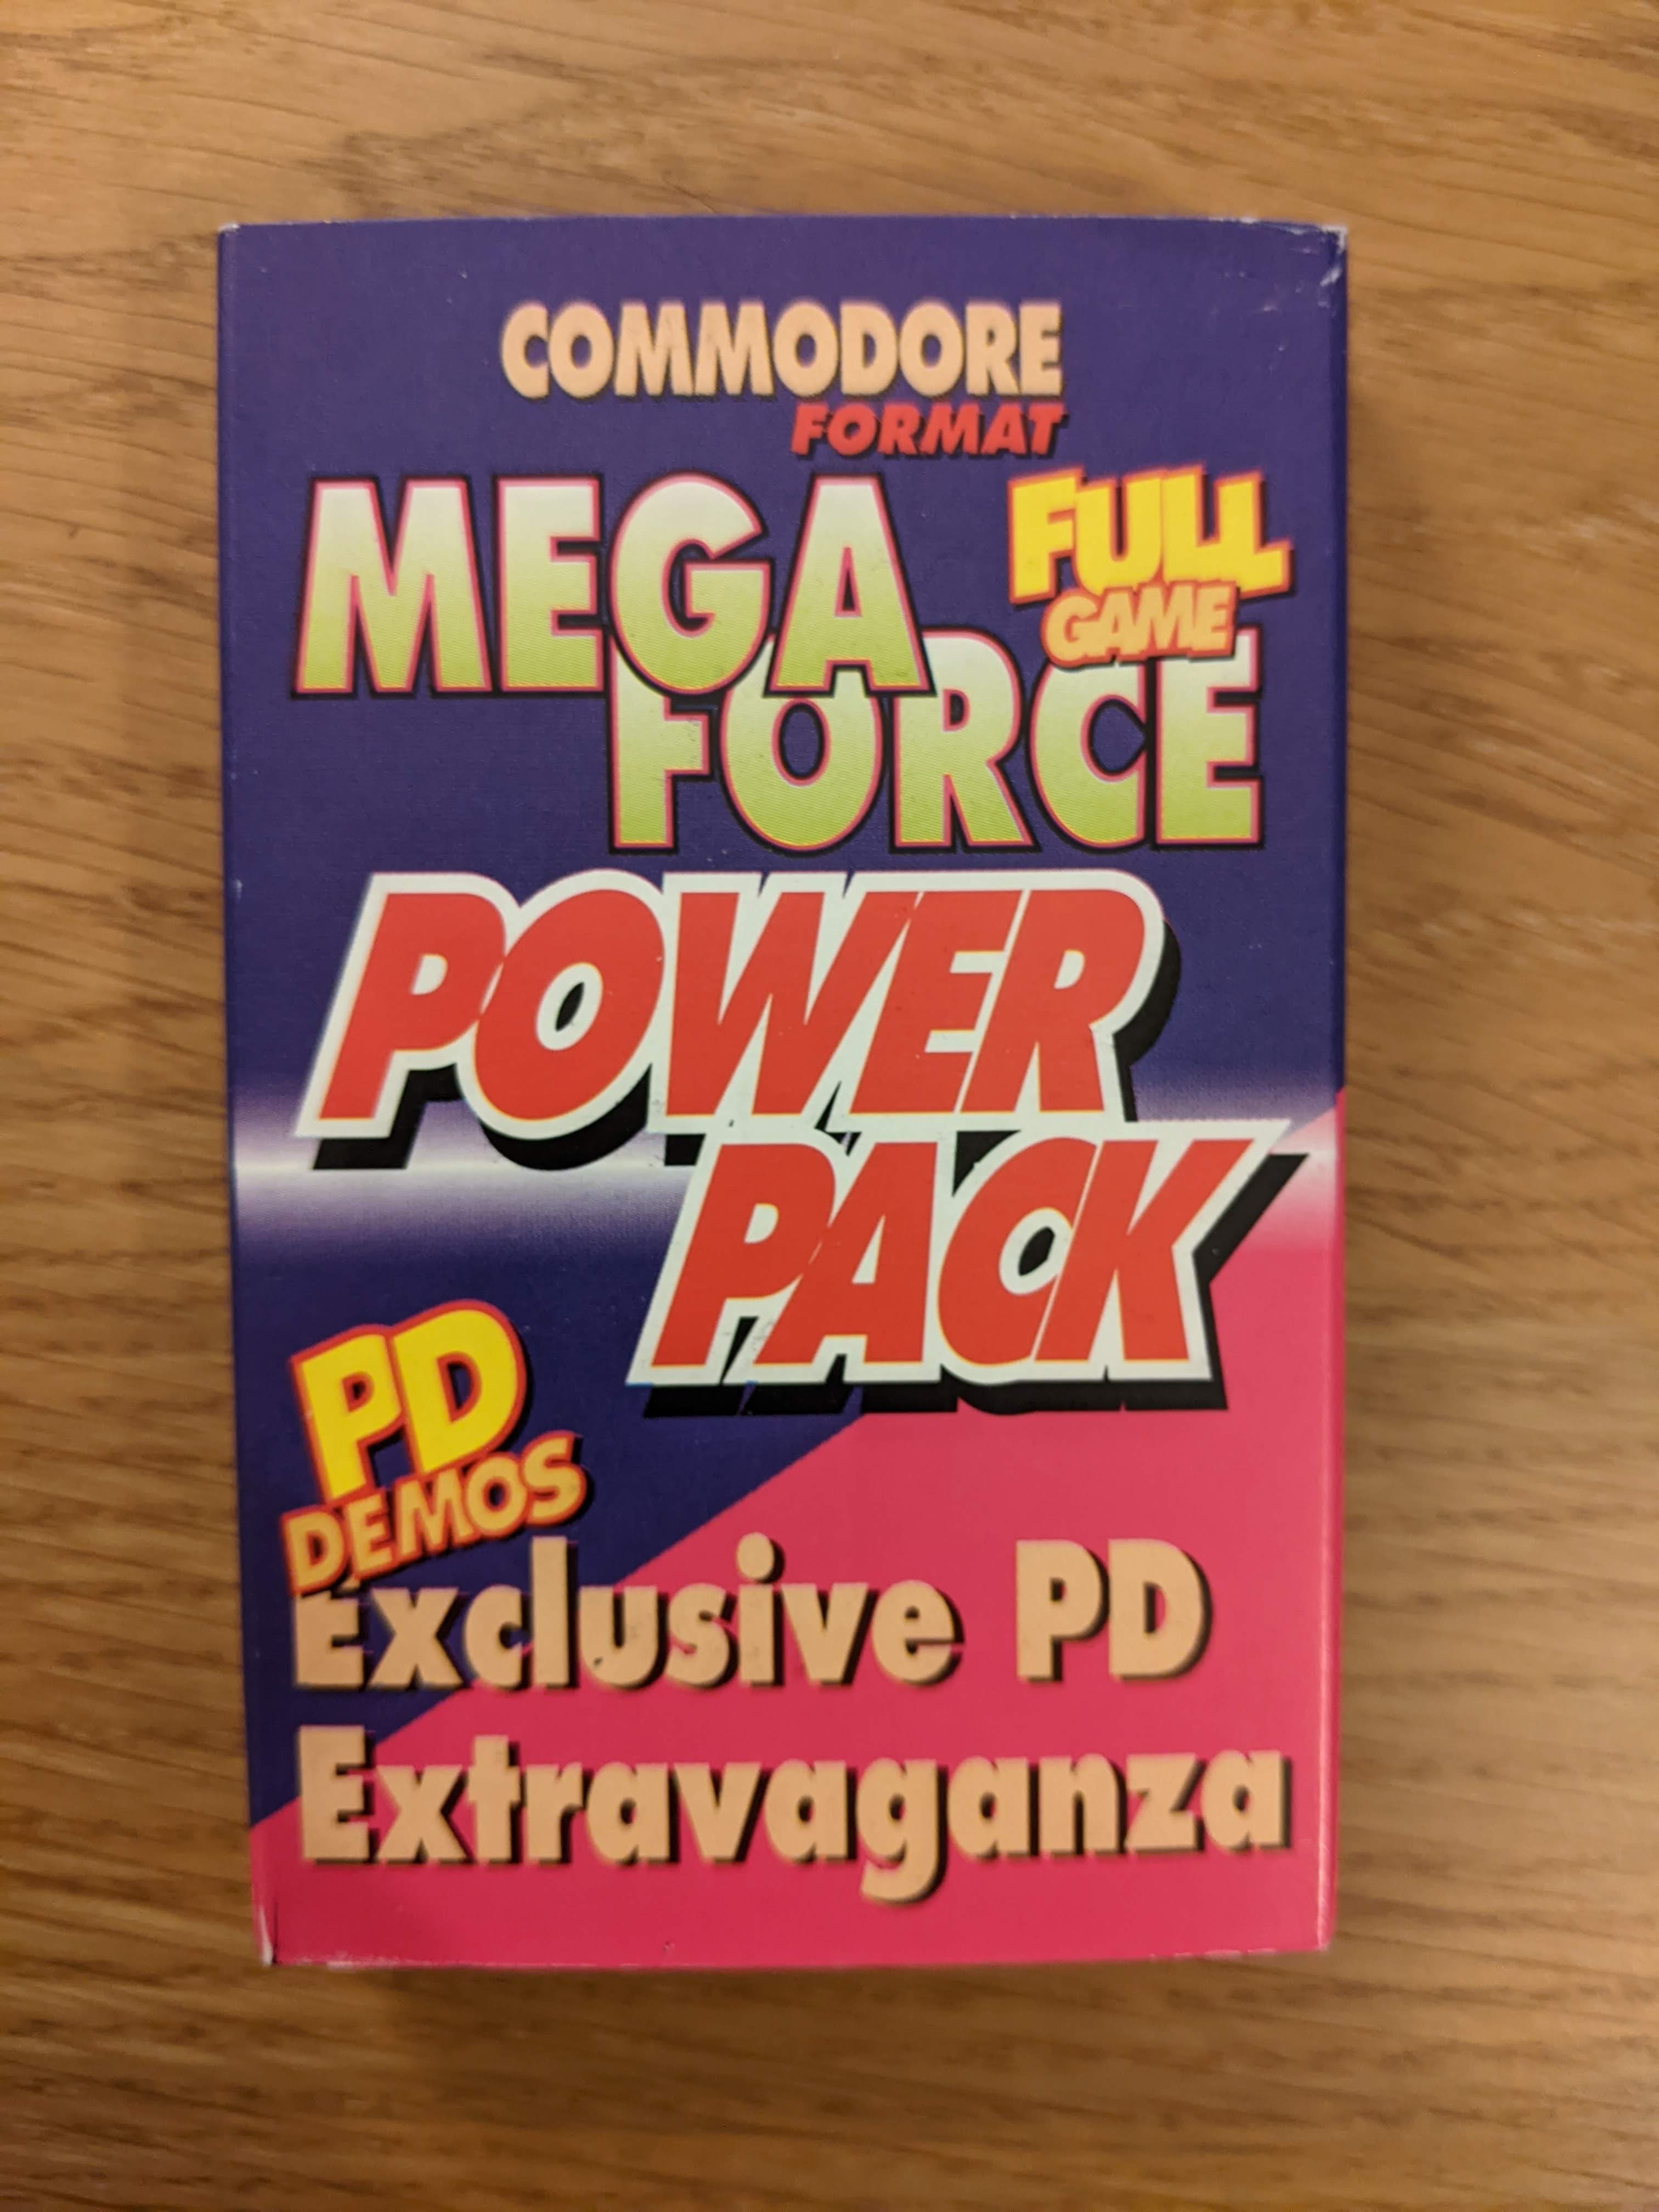 COMMODORE
FORMAT
MEGA
FULL
GAME
FORCE
POWER
PACK
PD
DEMOS
Exclusive PD
Extravaganza